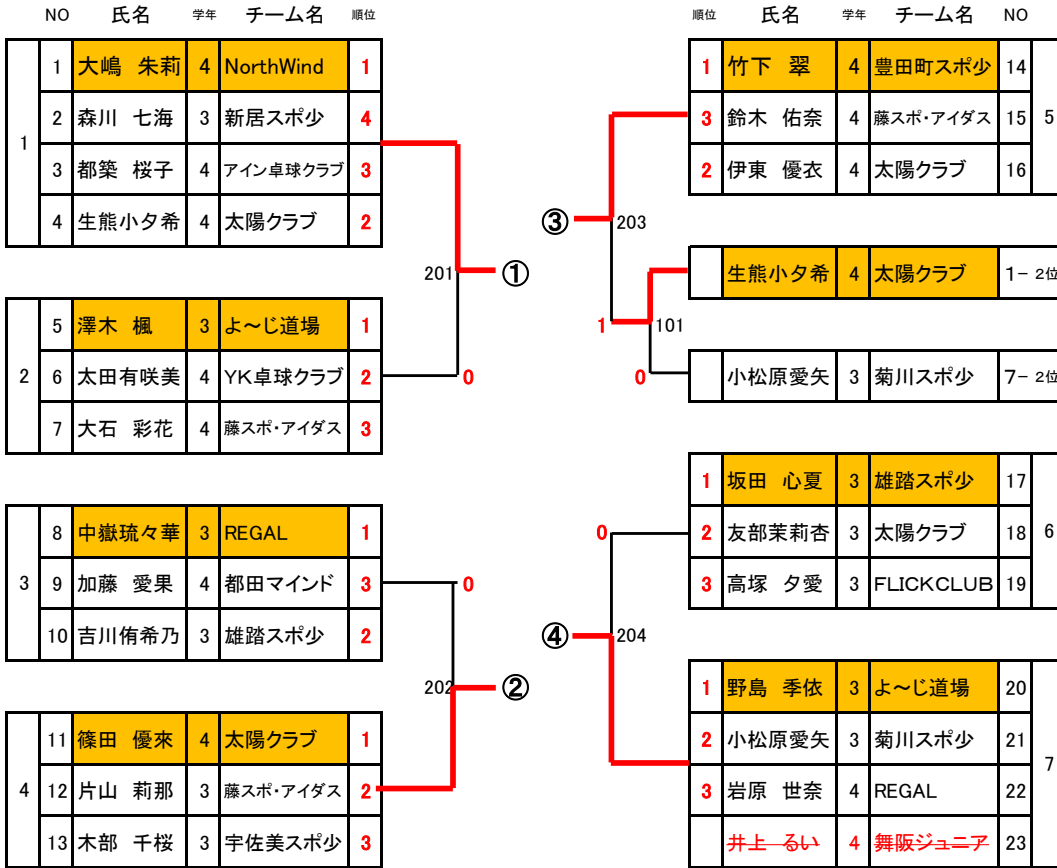 NO 氏名 学年 チーム名 順位
1
1 大嶋 朱莉 4 NorthWind 1
2 森川 七海 3 新居スポ少 4
3 都築 桜子 4 アイン卓球クラブ 3
4 生熊小夕希 4 太陽クラブ 2
201 ①
2
5 澤木 楓 3 よ～じ道場 1
6 太田有咲美 4 YK卓球クラブ 2
7 大石 彩花 4 藤スポ・アイダス 3
0
3
8 中嶽琉々華 3 REGAL 1
9 加藤 愛果 4 都田マインド 3
10 吉川侑希乃 3 雄踏スポ少 2
0
202 ②
4
11 篠田 優來 4 太陽クラブ 1
12 片山 莉那 3 藤スポ・アイダス 2
13 木部 千桜 3 宇佐美スポ少 3
順位 氏名 学年 チーム名 NO
1 竹下 翠 4 豊田町スポ少 14
3 鈴木 佑奈 4 藤スポ・アイダス 15
2 伊東 優衣 4 太陽クラブ 16
5
③ 203
生熊小夕希 4 太陽クラブ 1－ 2位
1 101
0
小松原愛矢 3 菊川スポ少 7－ 2位
1 坂田 心夏 3 雄踏スポ少 17
2 友部茉莉杏 3 太陽クラブ 18
3 高塚 夕愛 3 FLICKCLUB 19
6
0
④ 204
1 野島 季依 3 よ～じ道場 20
2 小松原愛矢 3 菊川スポ少 21
3 岩原 世奈 4 REGAL 22
井上 るい 4 舞阪ジュニア 23
7